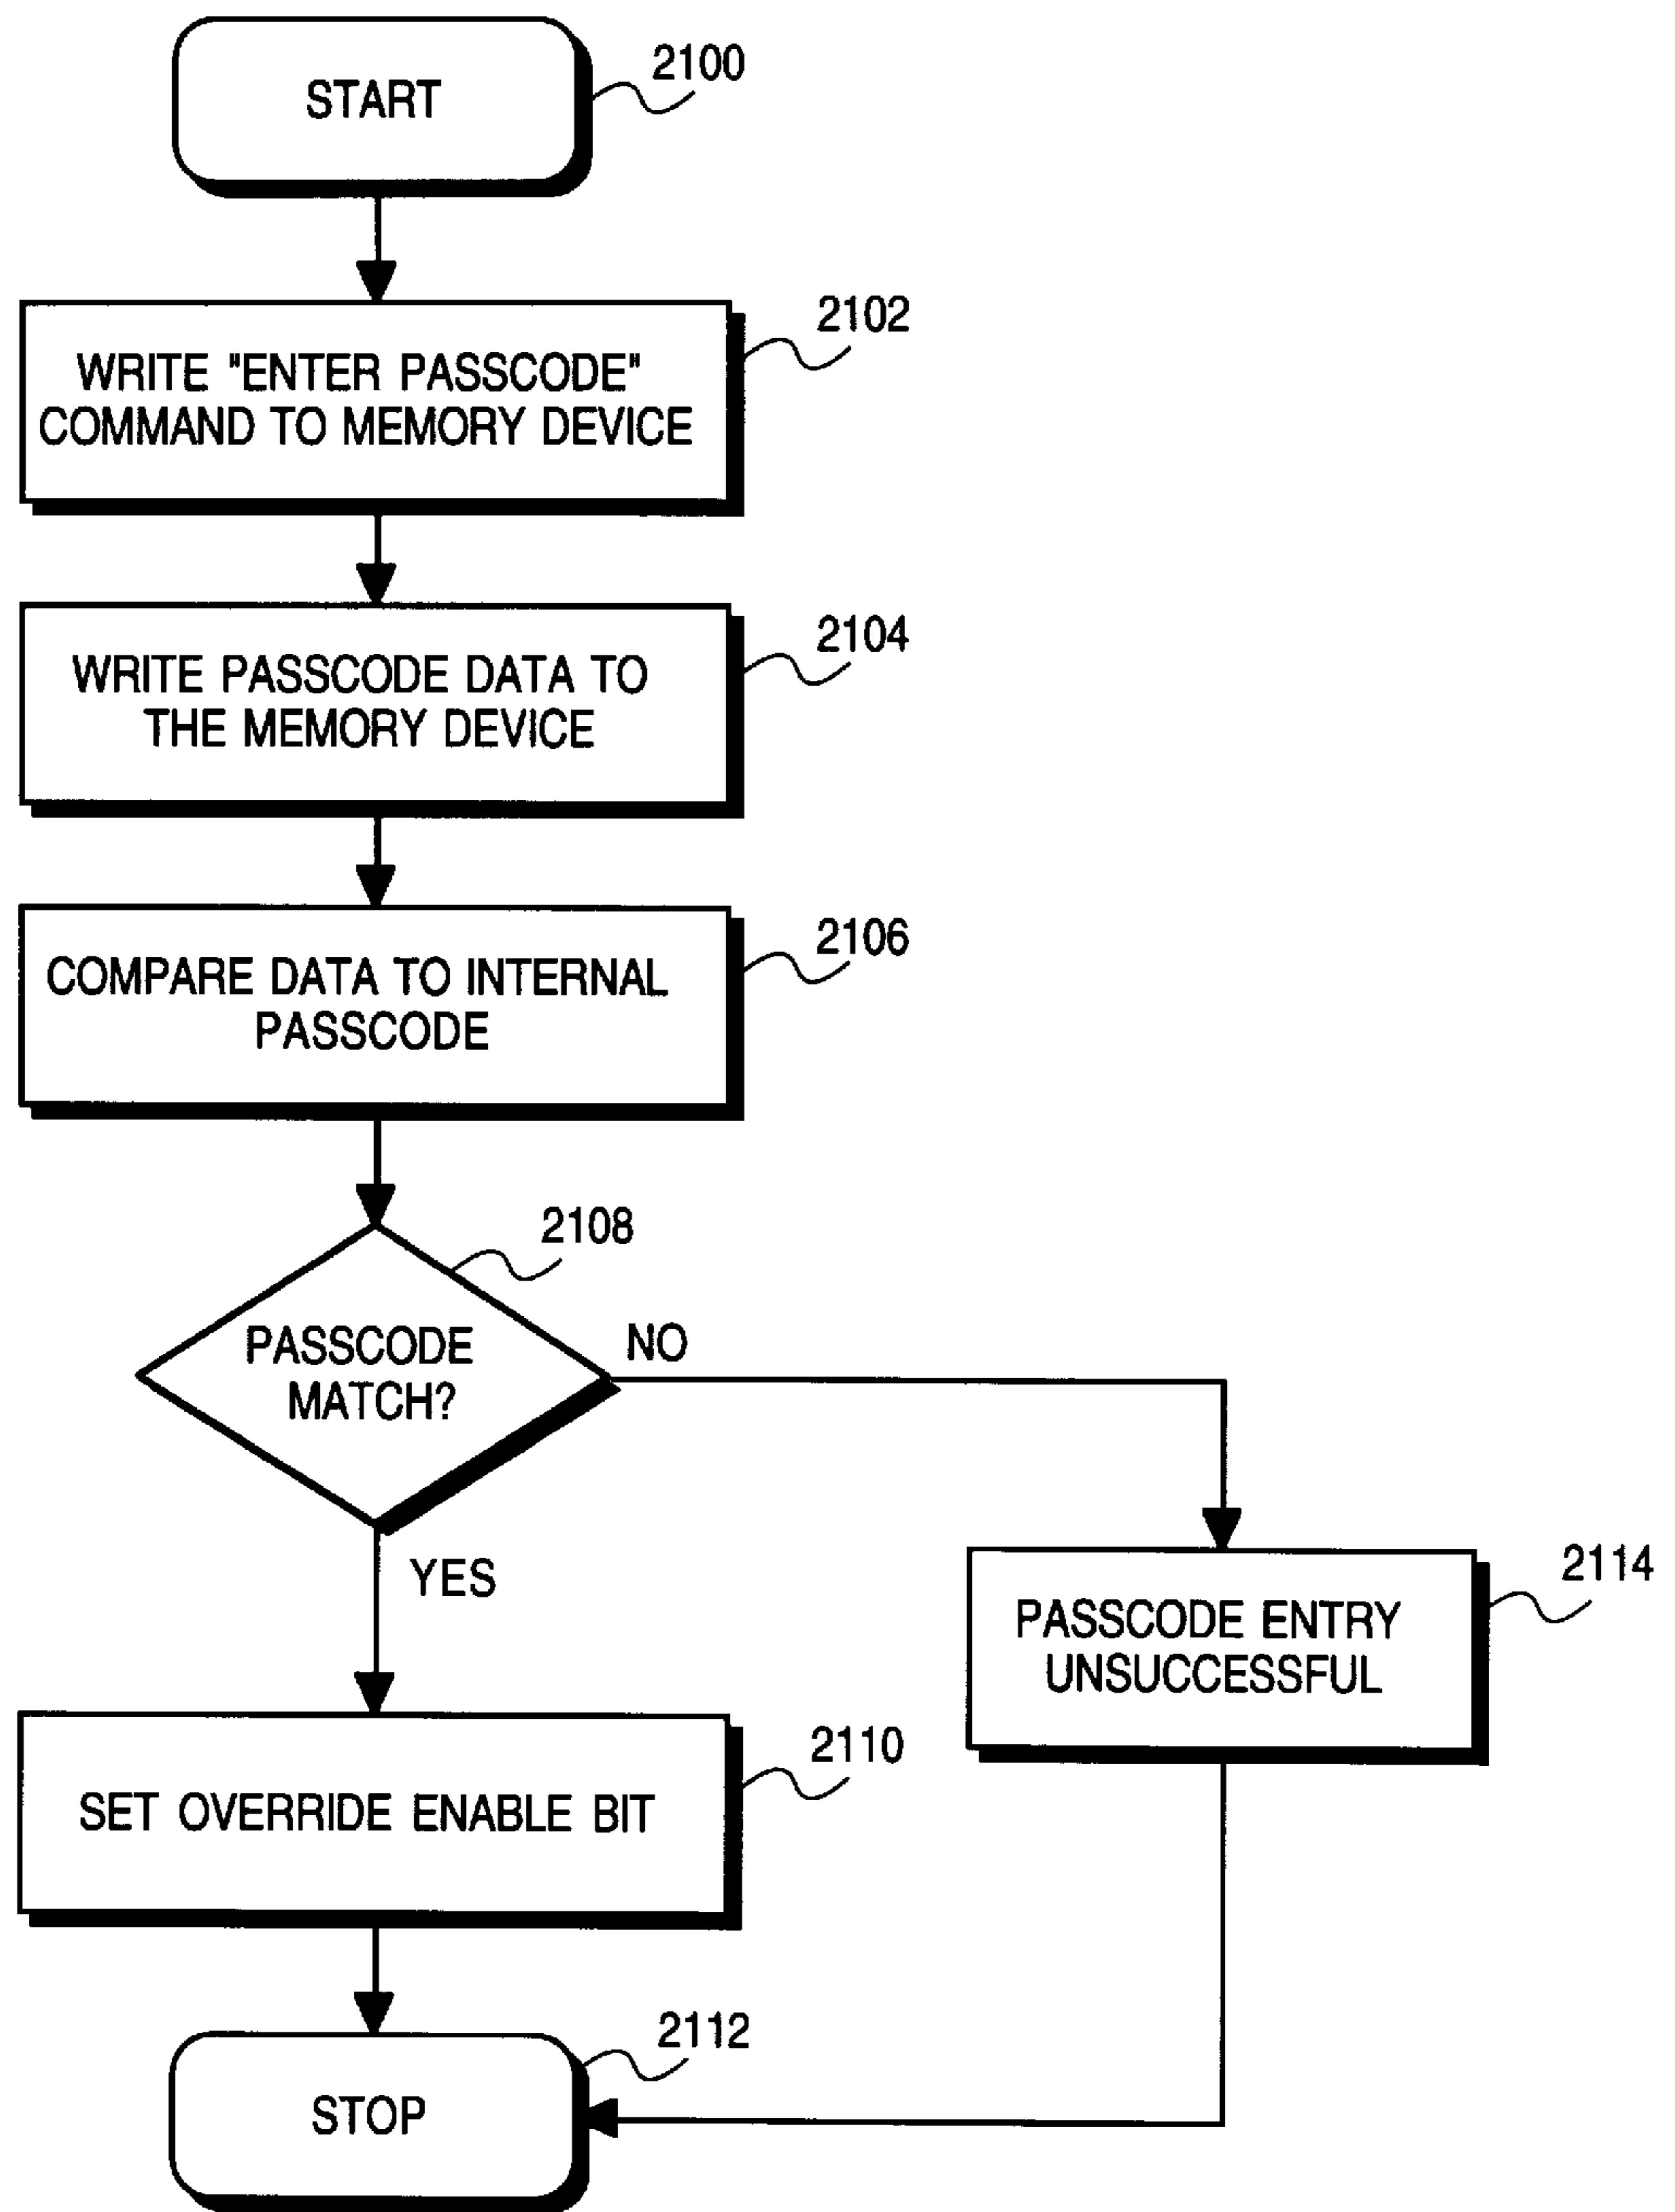 START
2100
2102
WRITE "ENTER PASSCODE"
COMMAND TO MEMORY DEVICE
2104
WRITE PASSCODE DATA TO
THE MEMORY DEVICE
2106
COMPARE DATA TO INTERNAL
PASSCODE
2108
PASSCODE
MATCH?
NO
YES
2114
PASSCODE ENTRY
UNSUCCESSFUL
2110
SET OVERRIDE ENABLE BIT
2112
STOP